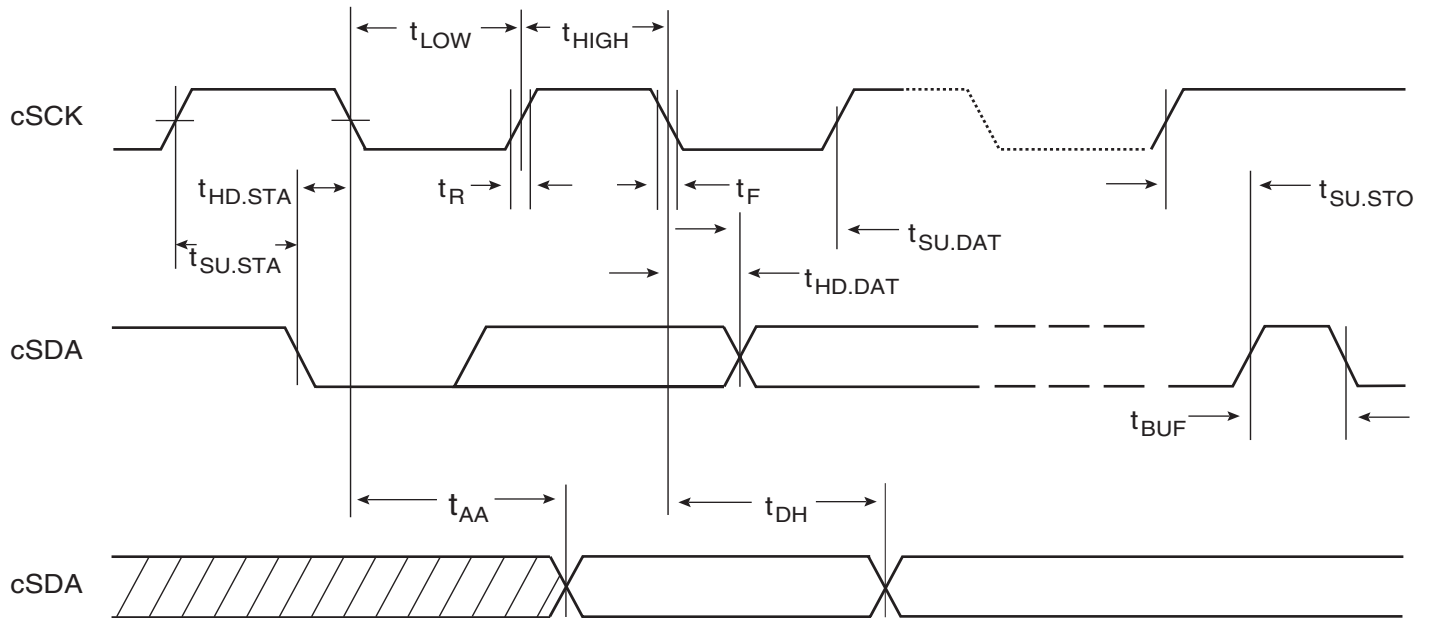 tLOW
tHIGH
cSCK
tHD.STA
tR
tF
tSU.STO
tSU.DAT
tSU.STA
tHD.DAT
cSDA
tBUF
tAA
tDH
cSDA